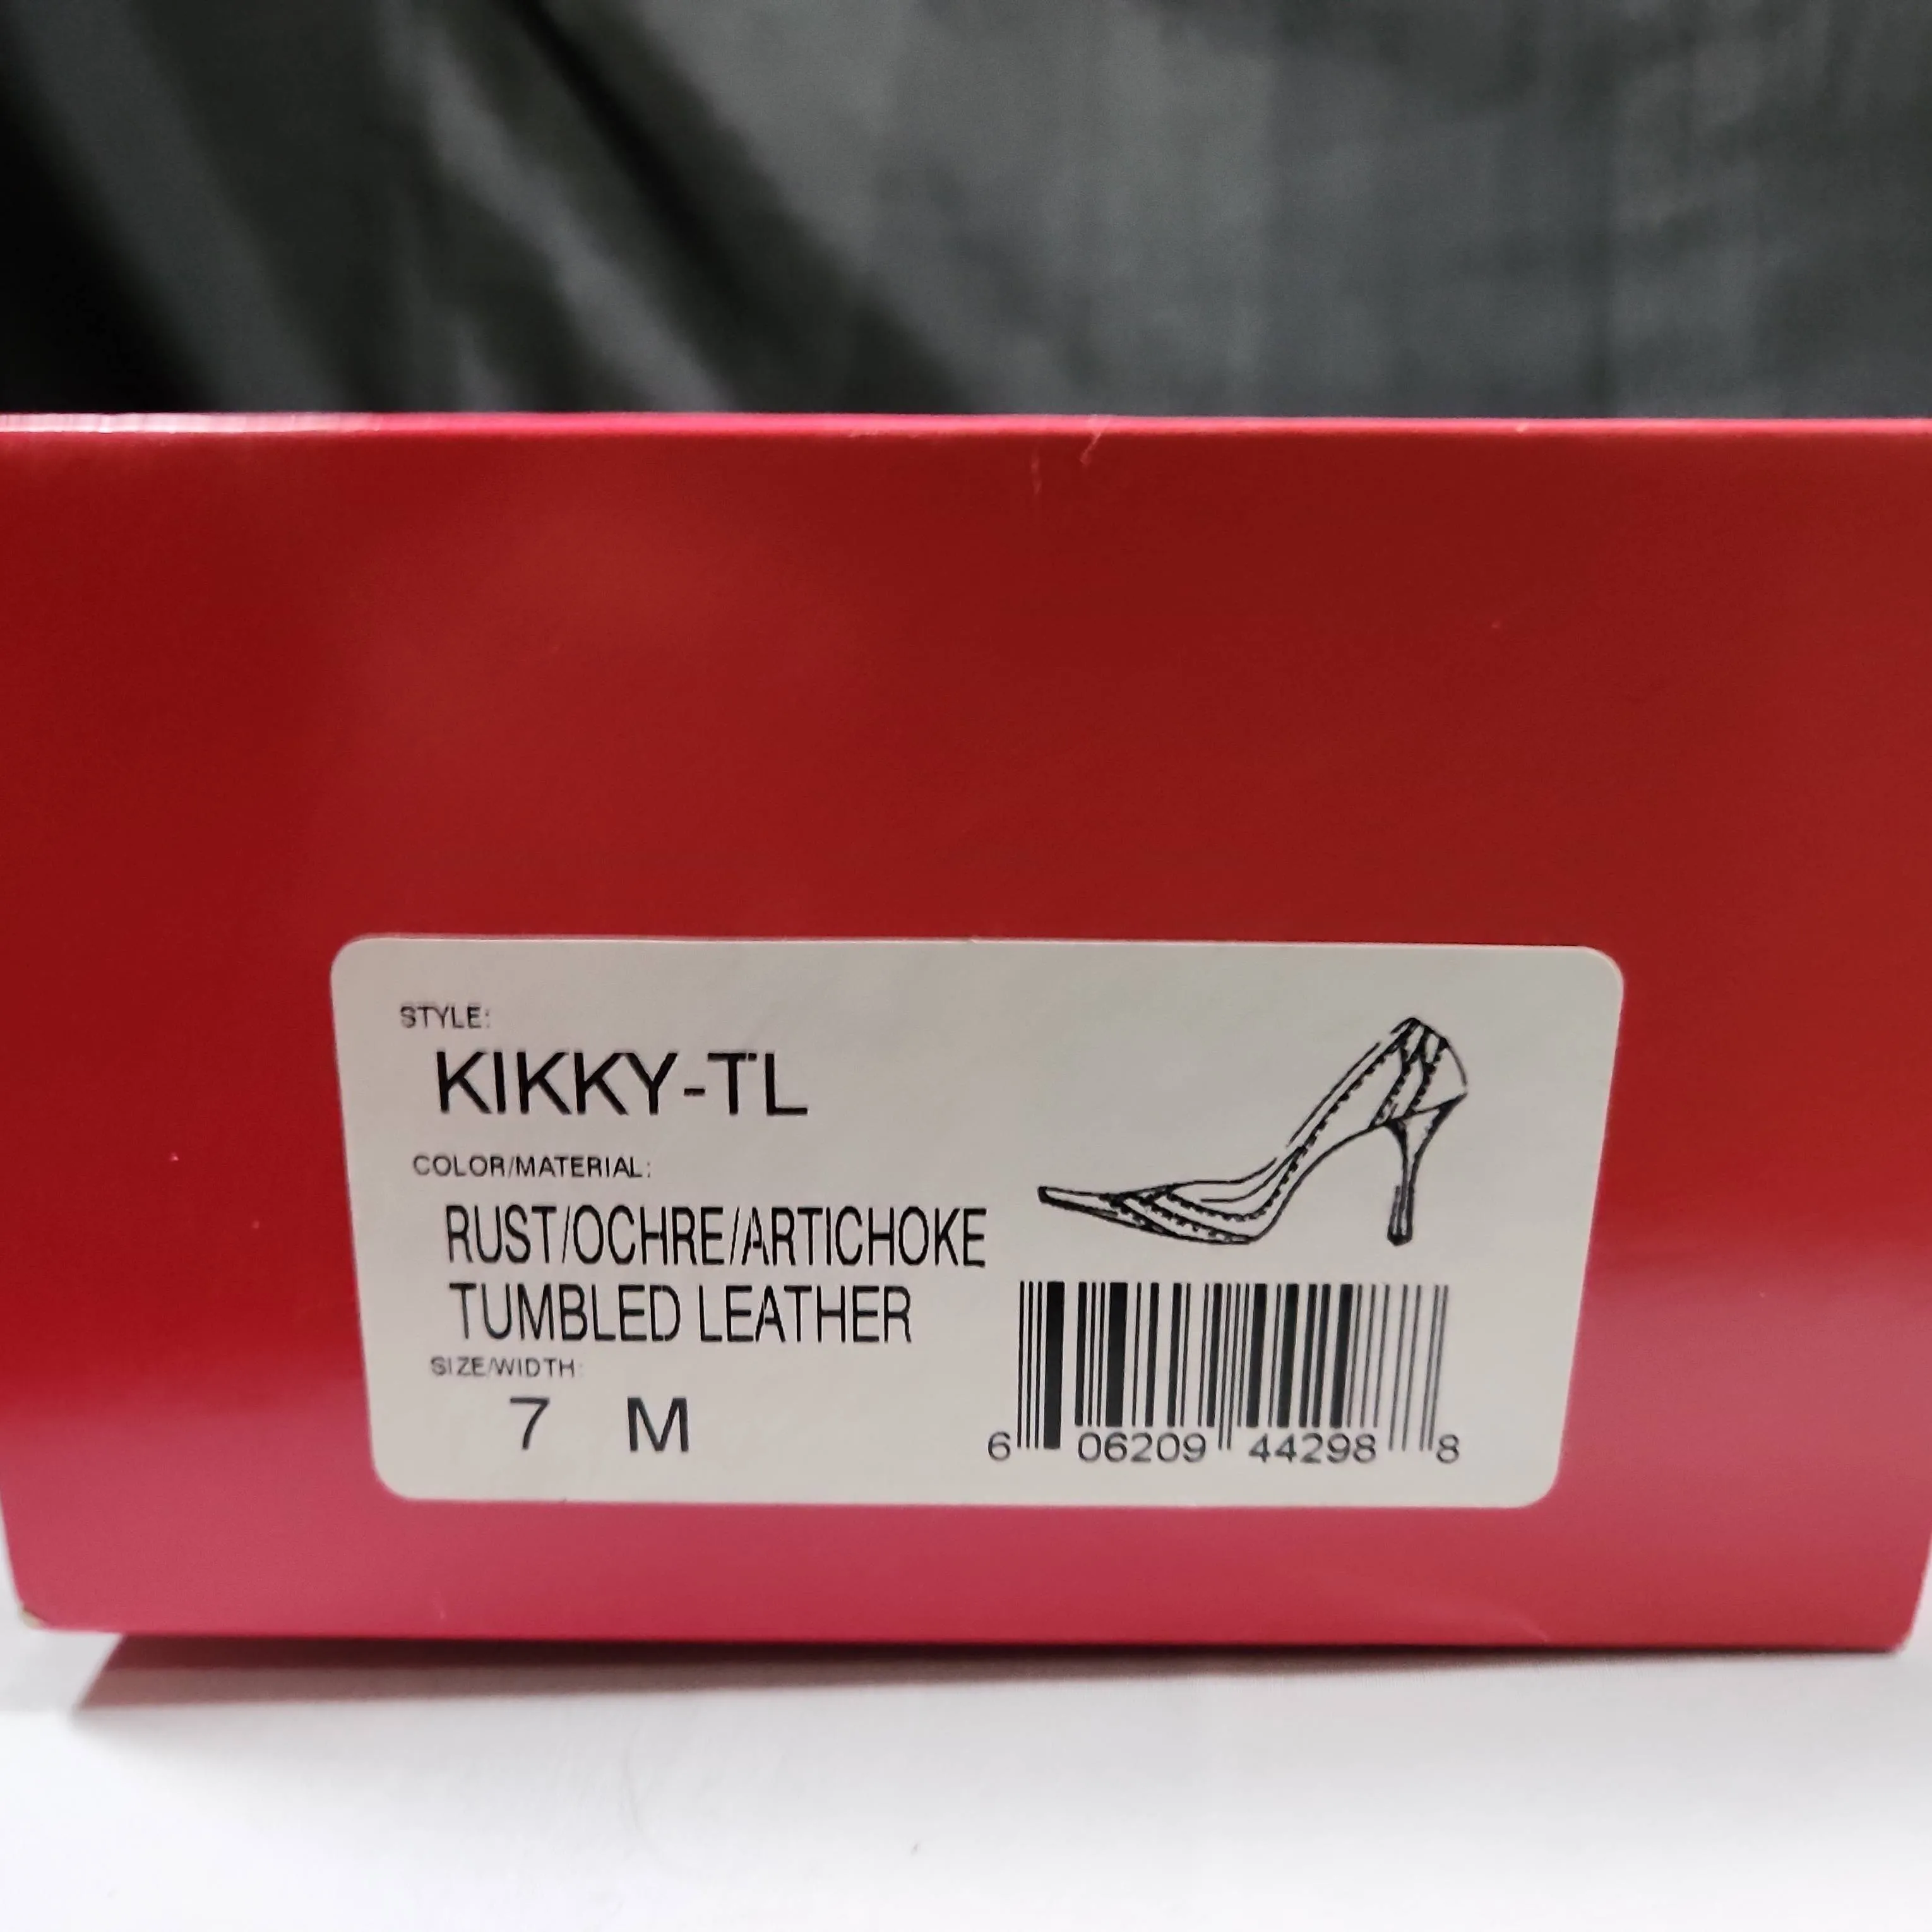 STYLE:
KIKKY-TL
COLOR/MATERIAL:
RUST/OCHRE/ARTICHOKE
TUMBLED LEATHER
SIZE/WIDTH:
7 M
6 06209 44298 8